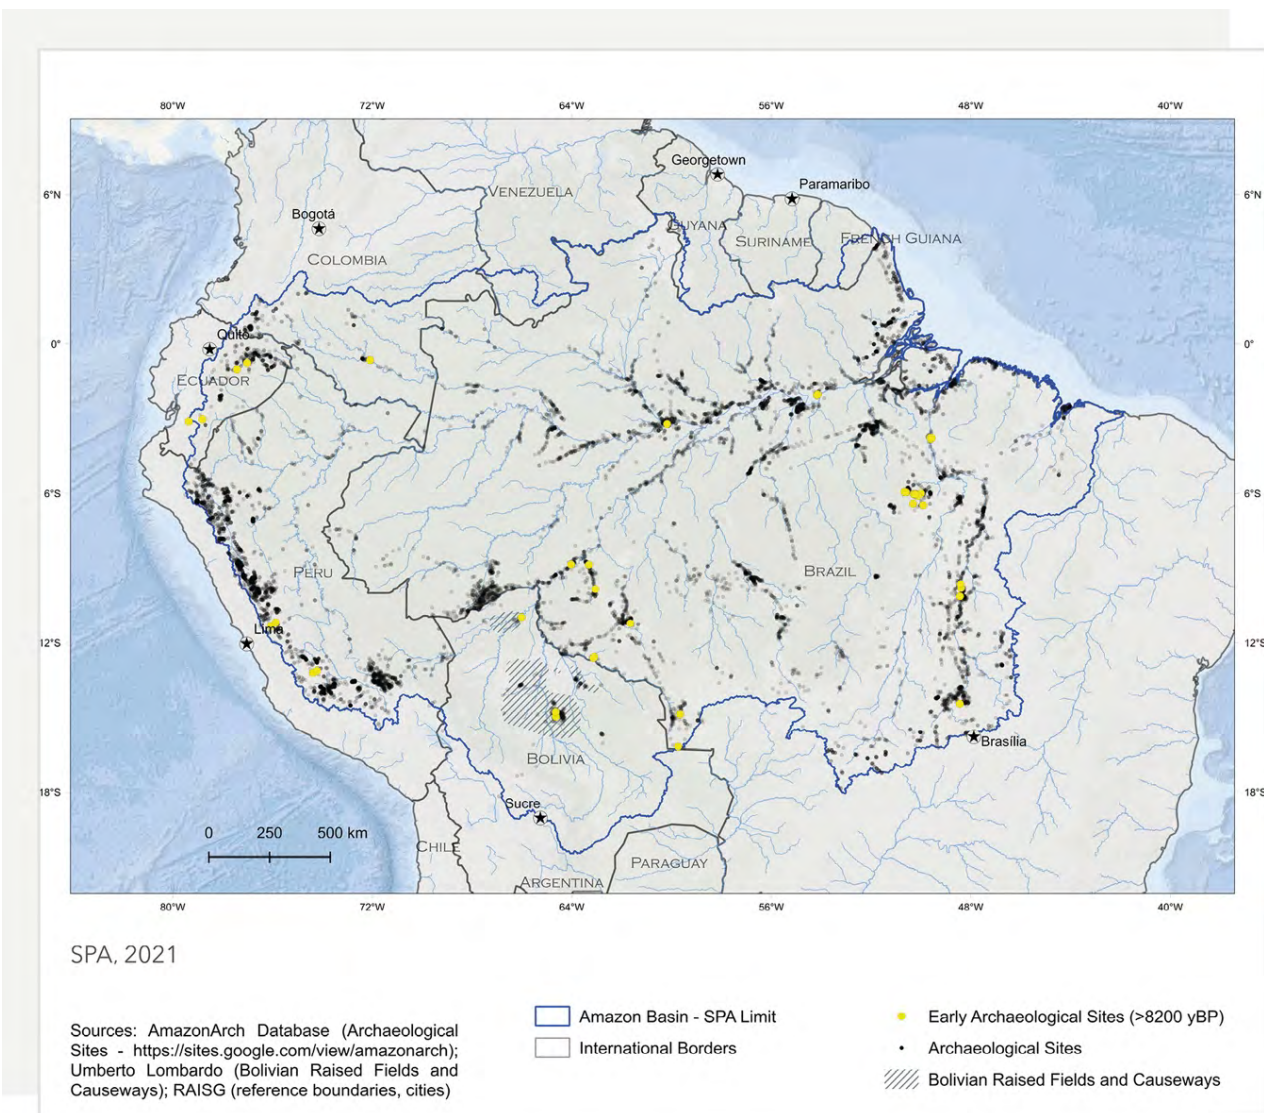 80°W 72°W 64°W 56°W 48°W 40°W
Georgetown
Paramaribo
6°N 6°N
VENEZUELA
Bogotá
GUYANA
SURINAME
FRENCH GUIANA
COLOMBIA
Quito
0° 0°
ECUADOR
6°S 6°S
PERU
BRAZIL
Lima
12°S 12°S
Brasília
BOLIVIA
18°S 18°S
Sucre
0 250 500 km
CHILE
PARAGUAY
ARGENTINA
80°W 72°W 64°W 56°W 48°W 40°W
SPA, 2021
Sources: AmazonArch Database (Archaeological
Sites - https://sites.google.com/view/amazonarch);
Umberto Lombardo (Bolivian Raised Fields and
Causeways); RAISG (reference boundaries, cities)
Amazon Basin - SPA Limit
International Borders
Early Archaeological Sites (>8200 yBP)
Archaeological Sites
Bolivian Raised Fields and Causeways